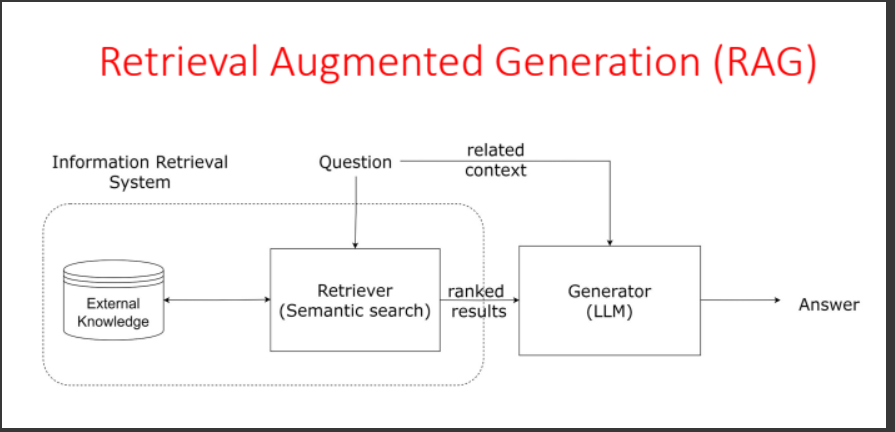 Retrieval Augmented Generation (RAG)
Information Retrieval
System
Question
related
context
External
Knowledge
Retriever
(Semantic search)
ranked
results
Generator
(LLM)
Answer